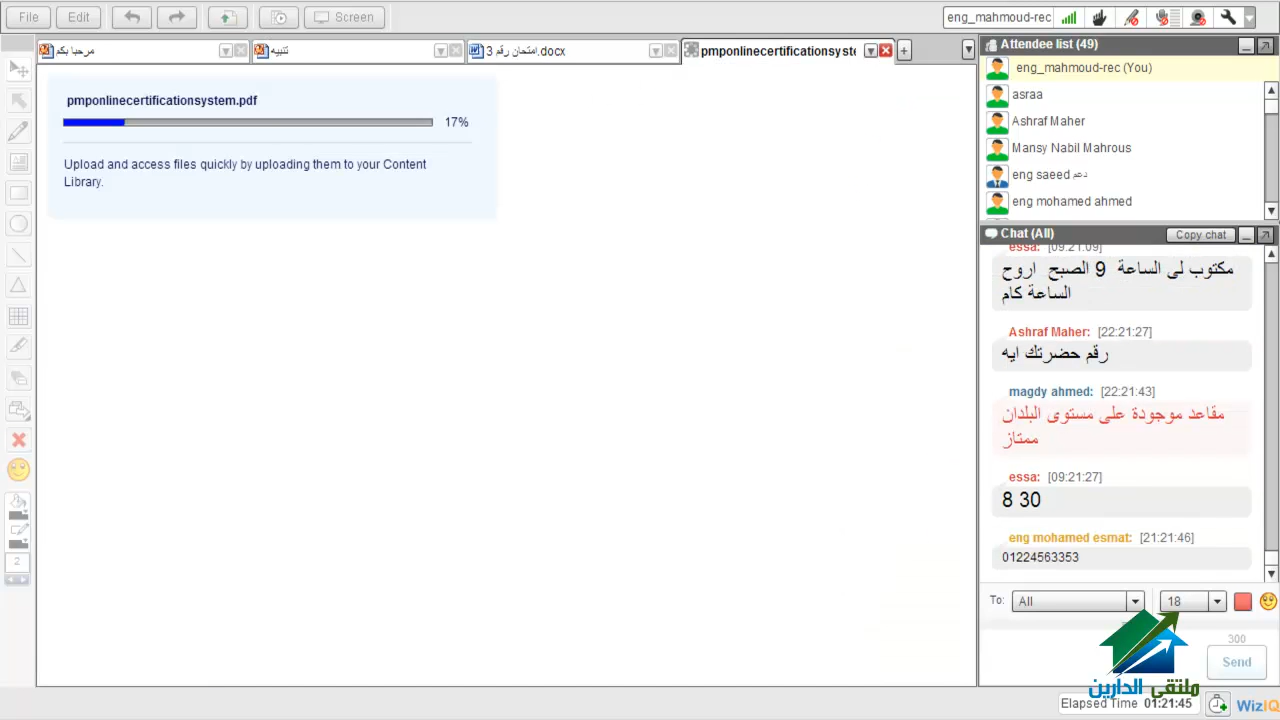 File
Edit
Screen
eng_mahmoud-rec
مرحبا بكم
تنبيه
امتحان رقم 3.docx
pmponlinecertificationsyste
pmponlinecertificationsystem.pdf
17%
Upload and access files quickly by uploading them to your Content
Library.
2
Attendee list (49)
eng_mahmoud-rec (You)
asraa
Ashraf Maher
Mansy Nabil Mahrous
eng saeed دعم
eng mohamed ahmed
Chat (All)
Copy chat
essa: [09:21:09]
مكتوب لى الساعة 9 الصبح اروح
الساعة كام
Ashraf Maher: [22:21:27]
رقم حضرتك ايه
magdy ahmed: [22:21:43]
مقاعد موجودة على مستوى البلدان
ممتاز
essa: [09:21:27]
8 30
eng mohamed esmat: [21:21:46]
01224563353
To:
All
18
300
Send
ملتقى الدارين
Elapsed Time 01:21:45
WizIQ